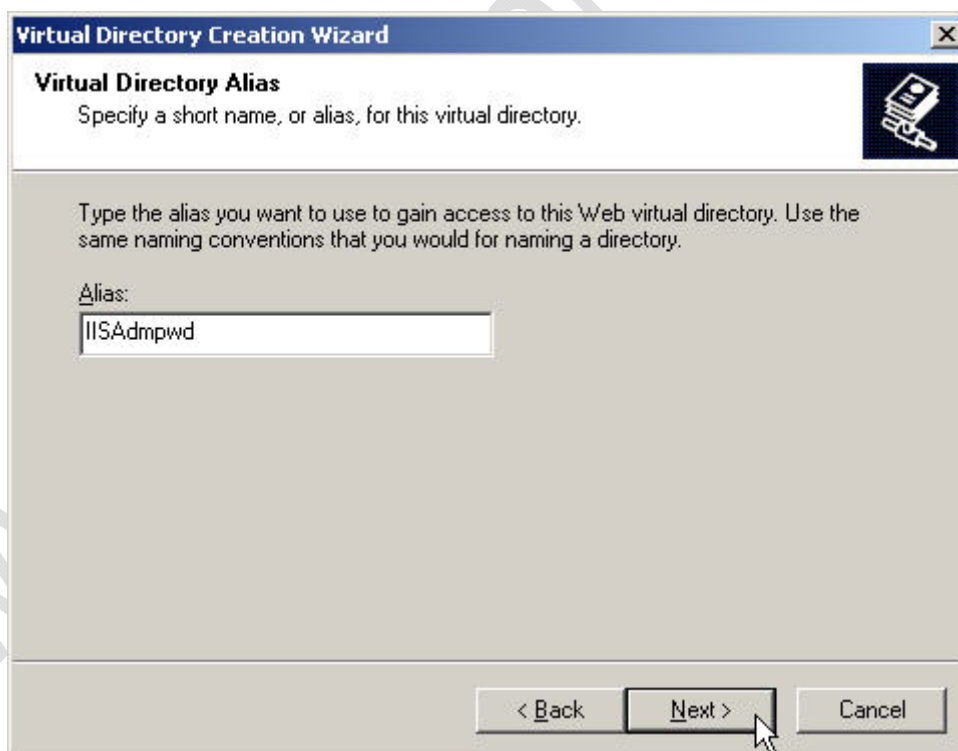 Virtual Directory Creation Wizard
Virtual Directory Alias
Specify a short name, or alias, for this virtual directory.
Type the alias you want to use to gain access to this Web virtual directory. Use the
same naming conventions that you would for naming a directory.
Alias:
IISAdmpwd
< Back Next > Cancel